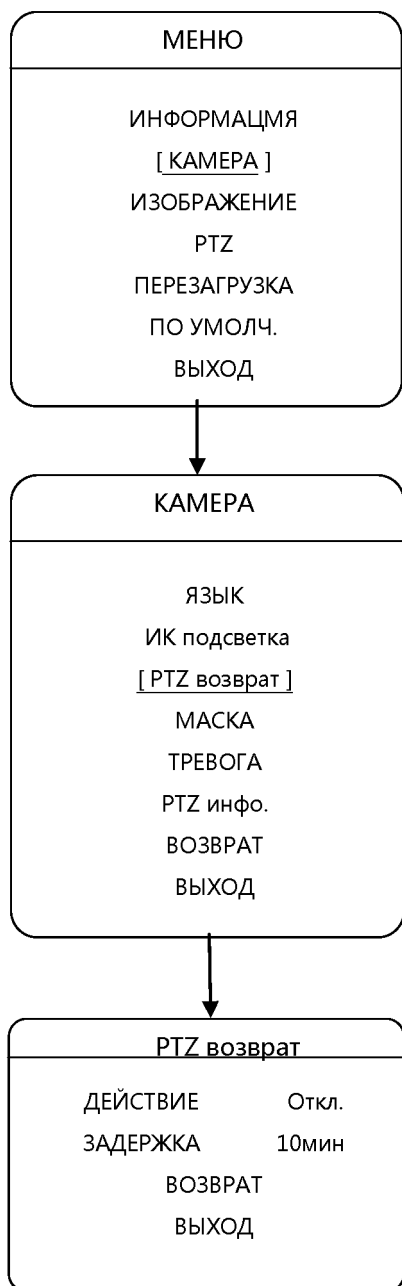 МЕНЮ
ИНФОРМАЦМЯ
[ КАМЕРА ]
ИЗОБРАЖЕНИЕ
PTZ
ПЕРЕЗАГРУЗКА
ПО УМОЛЧ.
ВЫХОД
КАМЕРА
ЯЗЫК
ИК подсветка
[ PTZ возврат ]
МАСКА
ТРЕВОГА
PTZ инфо.
ВОЗВРАТ
ВЫХОД
PTZ возврат
ДЕЙСТВИЕ Откл.
ЗАДЕРЖКА 10мин
ВОЗВРАТ
ВЫХОД